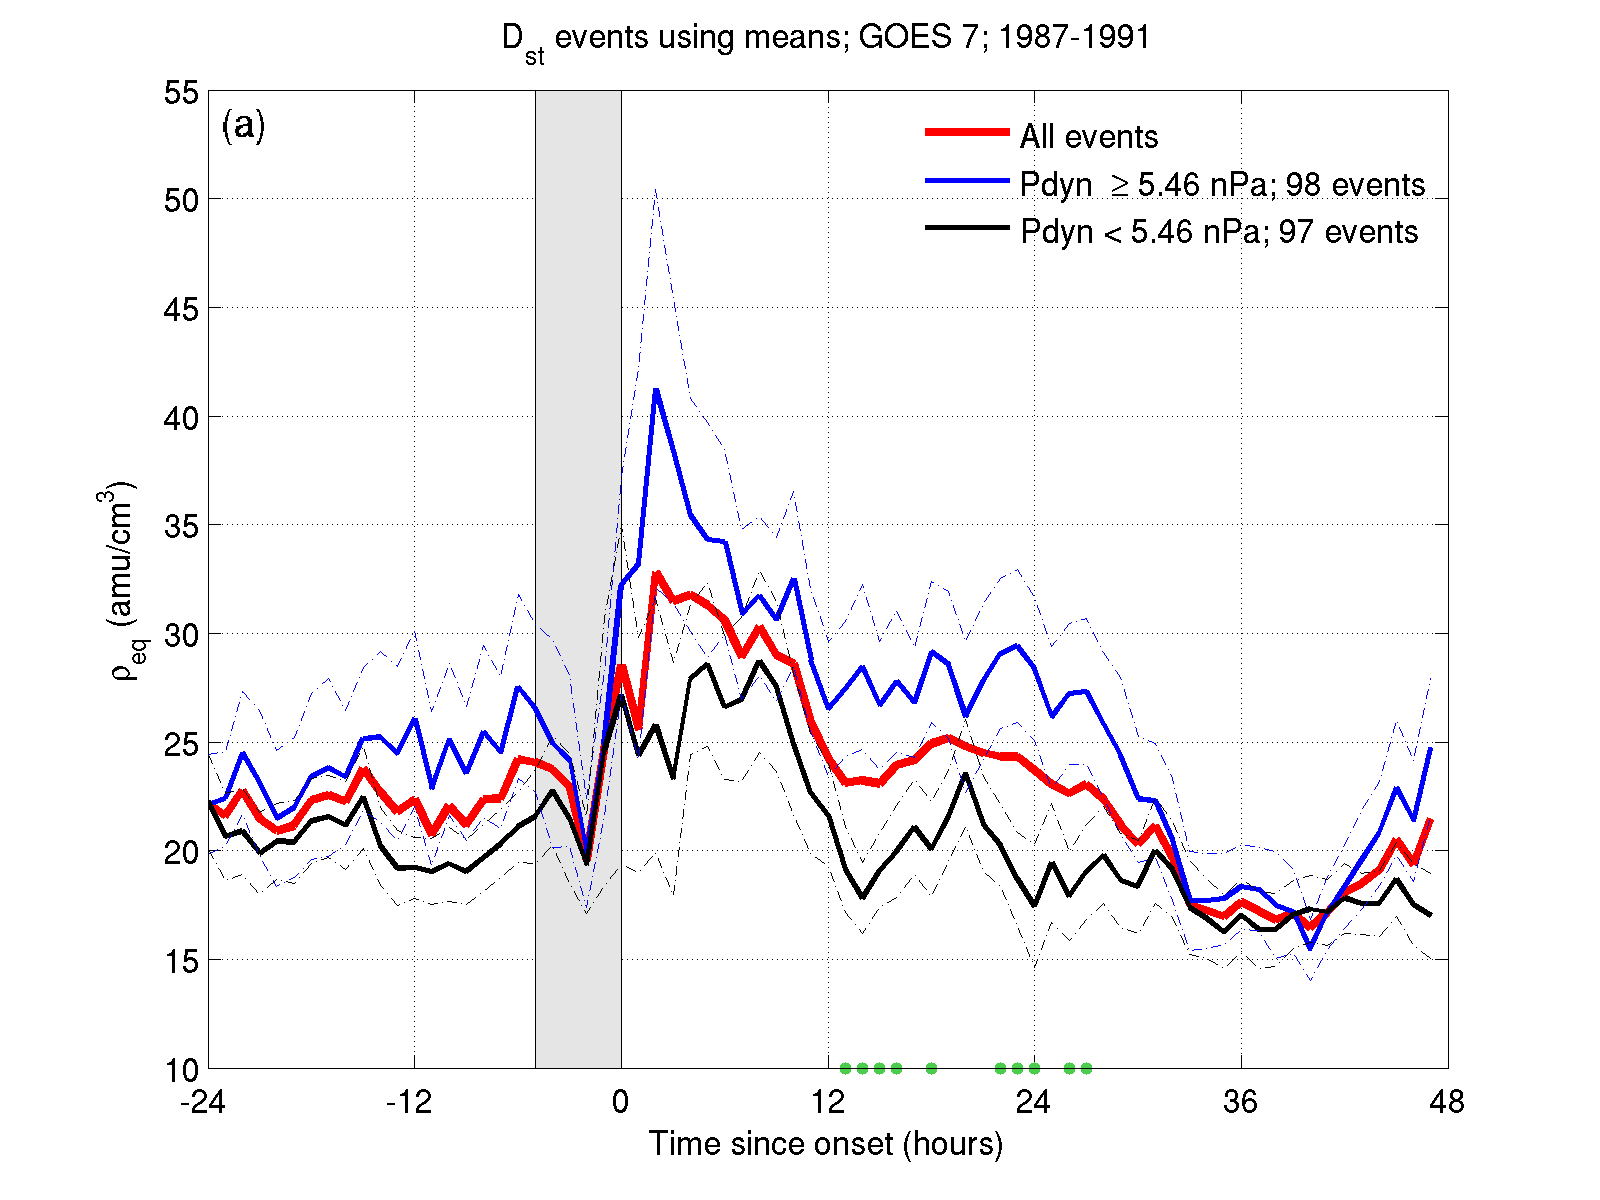 D_st events using means; GOES 7; 1987-1991
(a)
All events
Pdyn ≥ 5.46 nPa; 98 events
Pdyn < 5.46 nPa; 97 events
55
50
45
40
35
30
25
20
15
10
ρ_eq (amu/cm³)
-24 -12 0 12 24 36 48
Time since onset (hours)